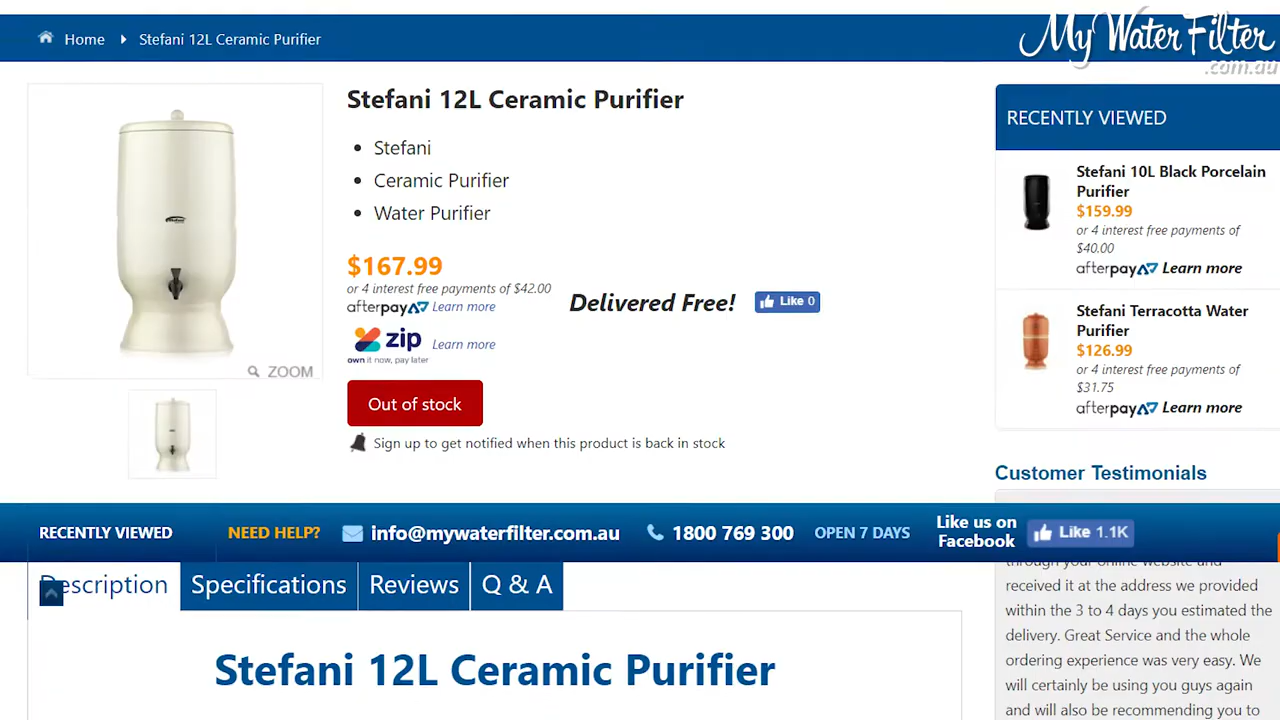 My Water Filter
.com.au
Home
Stefani 12L Ceramic Purifier
ZOOM
Stefani 12L Ceramic Purifier
Stefani
Ceramic Purifier
Water Purifier
$167.99
or 4 interest free payments of $42.00
afterpay Learn more
Delivered Free!
Like 0
zip
own it now, pay later
Learn more
Out of stock
Sign up to get notified when this product is back in stock
RECENTLY VIEWED
Stefani 10L Black Porcelain
Purifier
$159.99
or 4 interest free payments of
$40.00
afterpay Learn more
Stefani Terracotta Water
Purifier
$126.99
or 4 interest free payments of
$31.75
afterpay Learn more
Customer Testimonials
RECENTLY VIEWED
NEED HELP?
info@mywaterfilter.com.au
1800 769 300
OPEN 7 DAYS
Like us on
Facebook
Like 1.1K
Description
Specifications
Reviews
Q & A
Stefani 12L Ceramic Purifier
through your online website and
received it at the address we provided
within the 3 to 4 days you estimated the
delivery. Great Service and the whole
ordering experience was very easy. We
will certainly be using you guys again
and will also be recommending you to